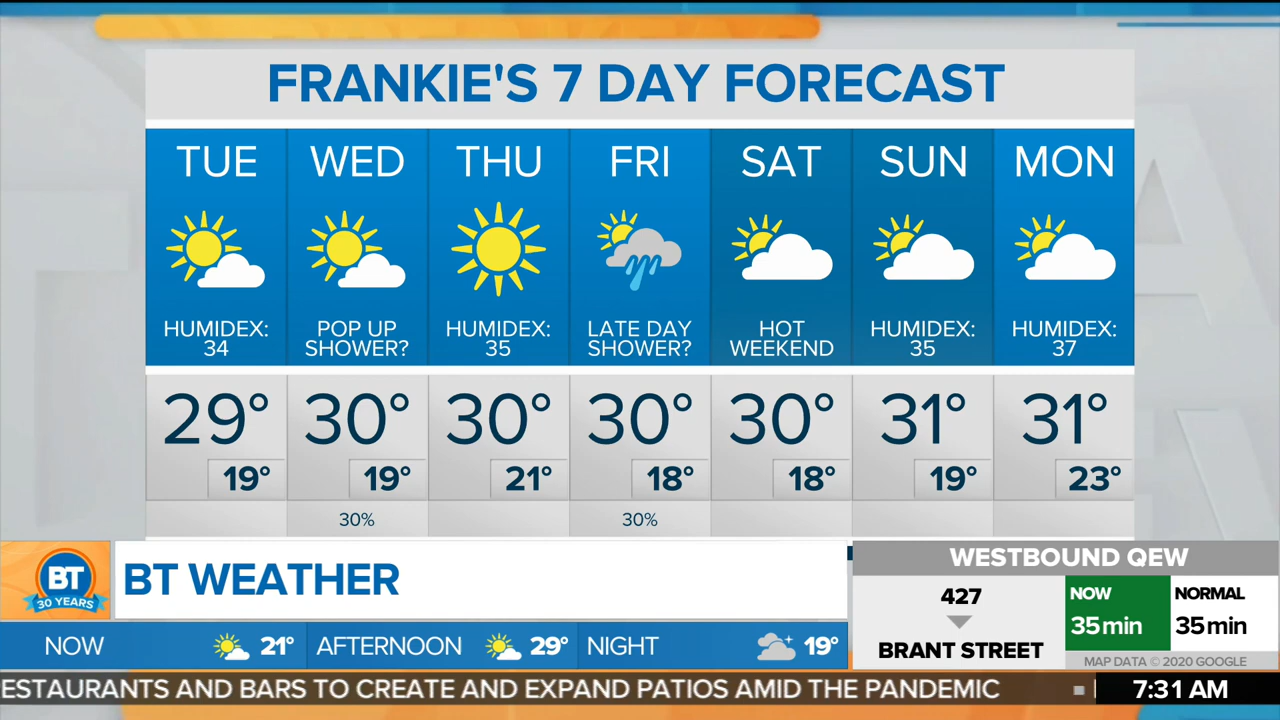 FRANKIE'S 7 DAY FORECAST
TUE WED THU FRI SAT SUN MON
HUMIDEX: 34
POP UP SHOWER?
HUMIDEX: 35
LATE DAY SHOWER?
HOT WEEKEND
HUMIDEX: 35
HUMIDEX: 37
29° 30° 30° 30° 30° 31° 31°
19° 19° 21° 18° 18° 19° 23°
30% 30%
BT
30 YEARS
BT WEATHER
NOW 21° AFTERNOON 29° NIGHT 19°
WESTBOUND QEW
427
BRANT STREET
NOW
35 min
NORMAL
35 min
MAP DATA © 2020 GOOGLE
ESTAURANTS AND BARS TO CREATE AND EXPAND PATIOS AMID THE PANDEMIC
7:31 AM